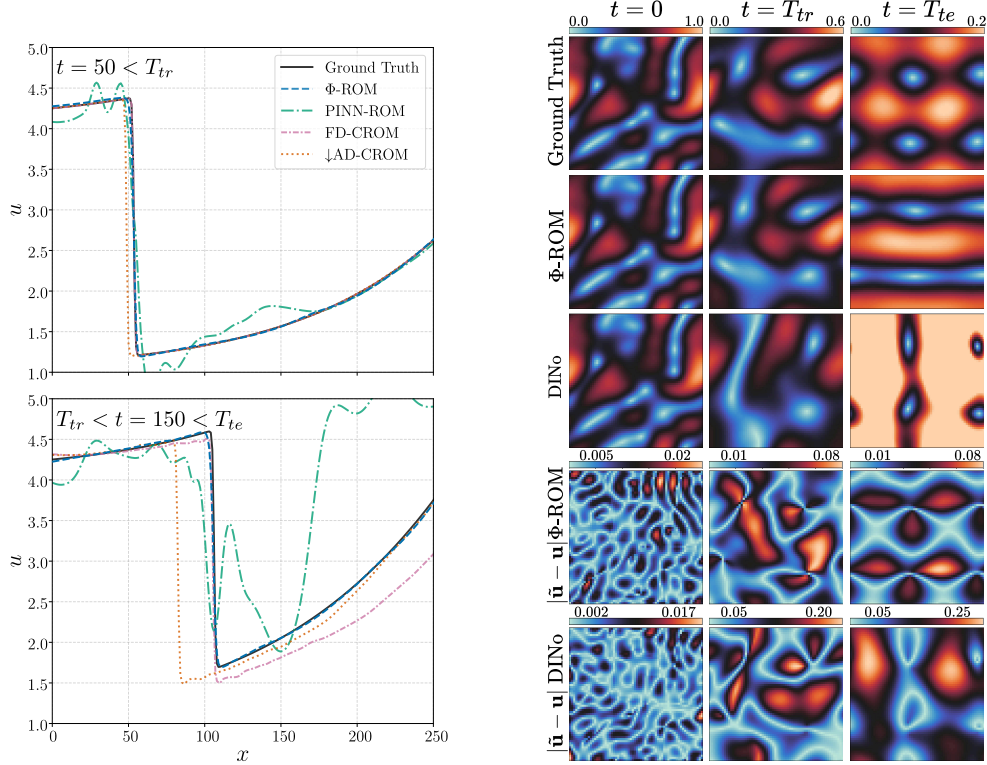 5.0
4.5
4.0
3.5
3.0
2.5
2.0
1.5
1.0
u
t = 50 < T_tr
Ground Truth
Φ-ROM
PINN-ROM
FD-CROM
↓AD-CROM
5.0
4.5
4.0
3.5
3.0
2.5
2.0
1.5
1.0
u
T_tr < t = 150 < T_te
0 50 100 150 200 250
x
t = 0 t = T_tr t = T_te
0.0 1.0 0.0 0.6 0.0 0.2
Ground Truth
Φ-ROM
DINo
0.005 0.02 0.01 0.08 0.01 0.08
|ũ − u| Φ-ROM
0.002 0.017 0.05 0.20 0.05 0.25
|ũ − u| DINo